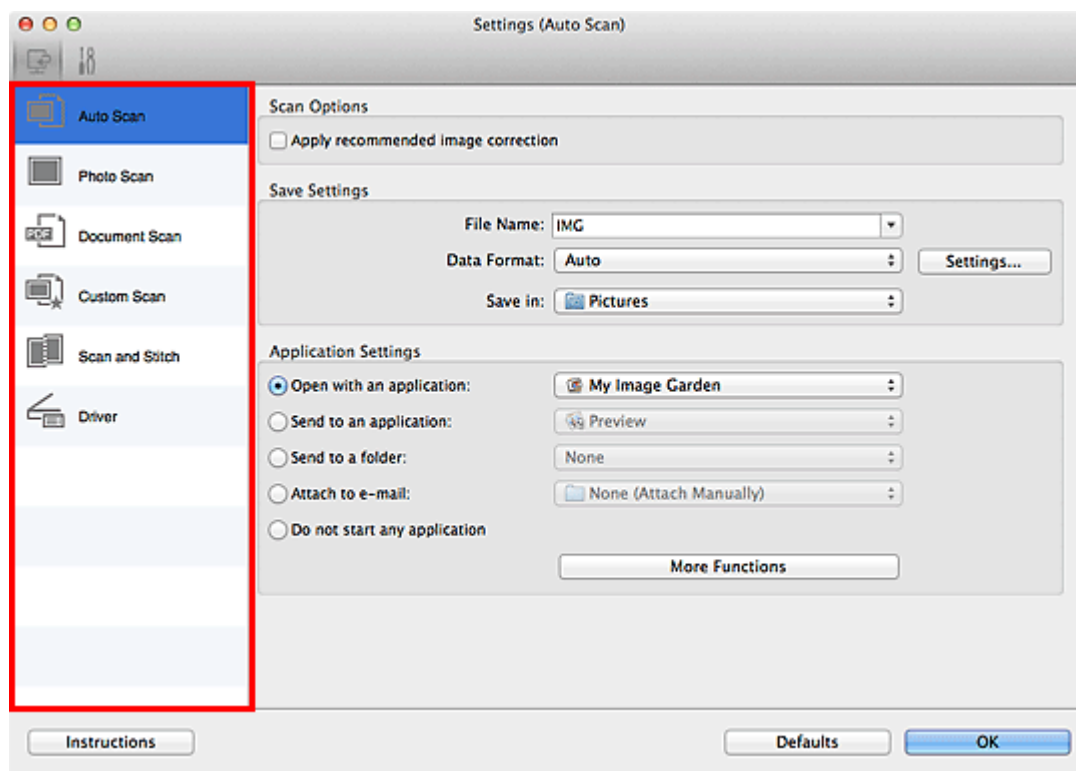 Settings (Auto Scan)
Auto Scan
Photo Scan
PDF
Document Scan
Custom Scan
Scan and Stitch
Driver
Scan Options
Apply recommended image correction
Save Settings
File Name: IMG
Data Format: Auto Settings...
Save in: Pictures
Application Settings
Open with an application: My Image Garden
Send to an application: Preview
Send to a folder: None
Attach to e-mail: None (Attach Manually)
Do not start any application
More Functions
Instructions Defaults OK